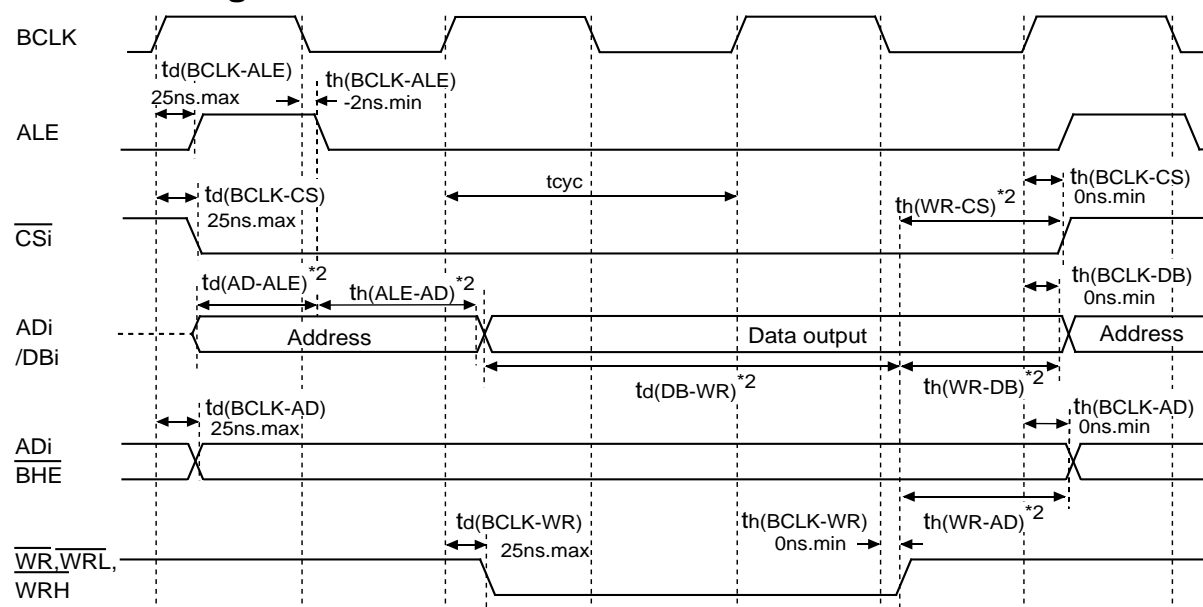 BCLK
td(BCLK-ALE)
25ns.max
th(BCLK-ALE)
-2ns.min
ALE
td(BCLK-CS)
25ns.max
tcyc
th(BCLK-CS)
0ns.min
th(WR-CS)*2
CSi
td(AD-ALE)*2
th(ALE-AD)*2
th(BCLK-DB)
0ns.min
ADi
/DBi
Address
Data output
Address
td(DB-WR)*2
th(WR-DB)*2
td(BCLK-AD)
25ns.max
th(BCLK-AD)
0ns.min
ADi
BHE
td(BCLK-WR)
25ns.max
th(BCLK-WR)
0ns.min
th(WR-AD)*2
WR,WRL,
WRH